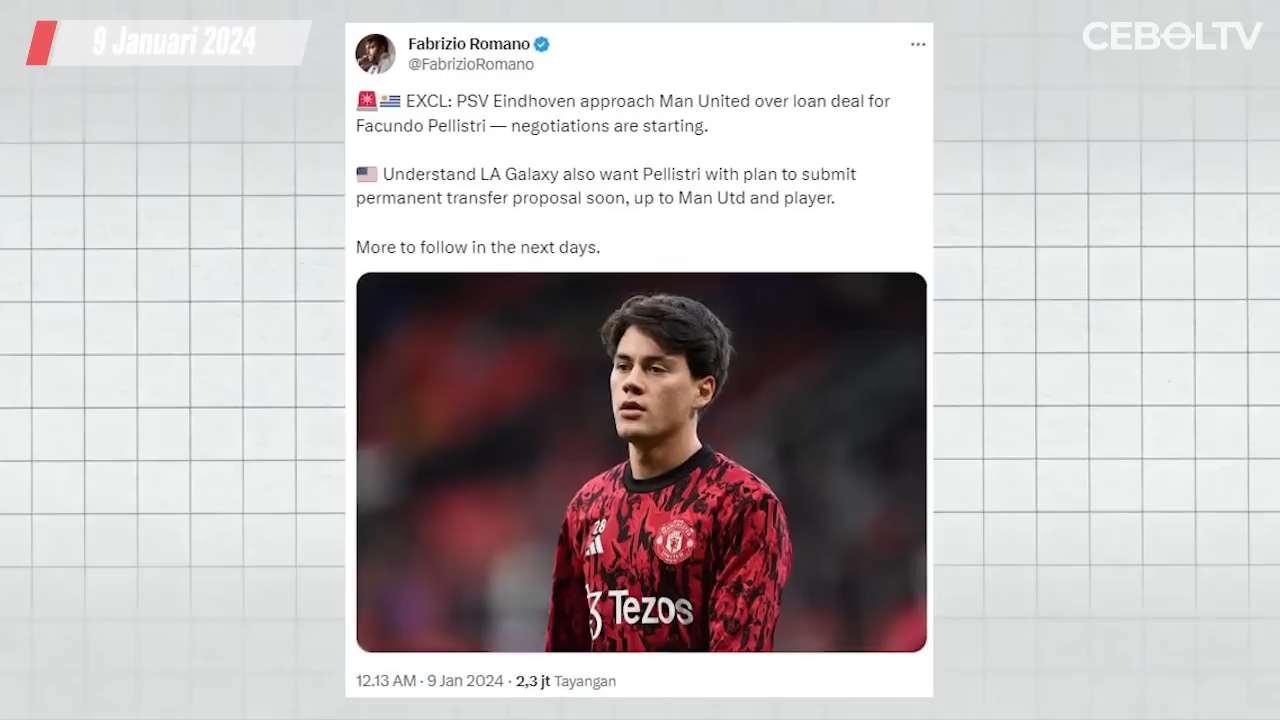 9 Januari 2024
CEBOLTV
Fabrizio Romano
@FabrizioRomano
EXCL: PSV Eindhoven approach Man United over loan deal for
Facundo Pellistri — negotiations are starting.
Understand LA Galaxy also want Pellistri with plan to submit
permanent transfer proposal soon, up to Man Utd and player.
More to follow in the next days.
28
MANCHESTER
UNITED
Tezos
12.13 AM · 9 Jan 2024 · 2,3 jt Tayangan